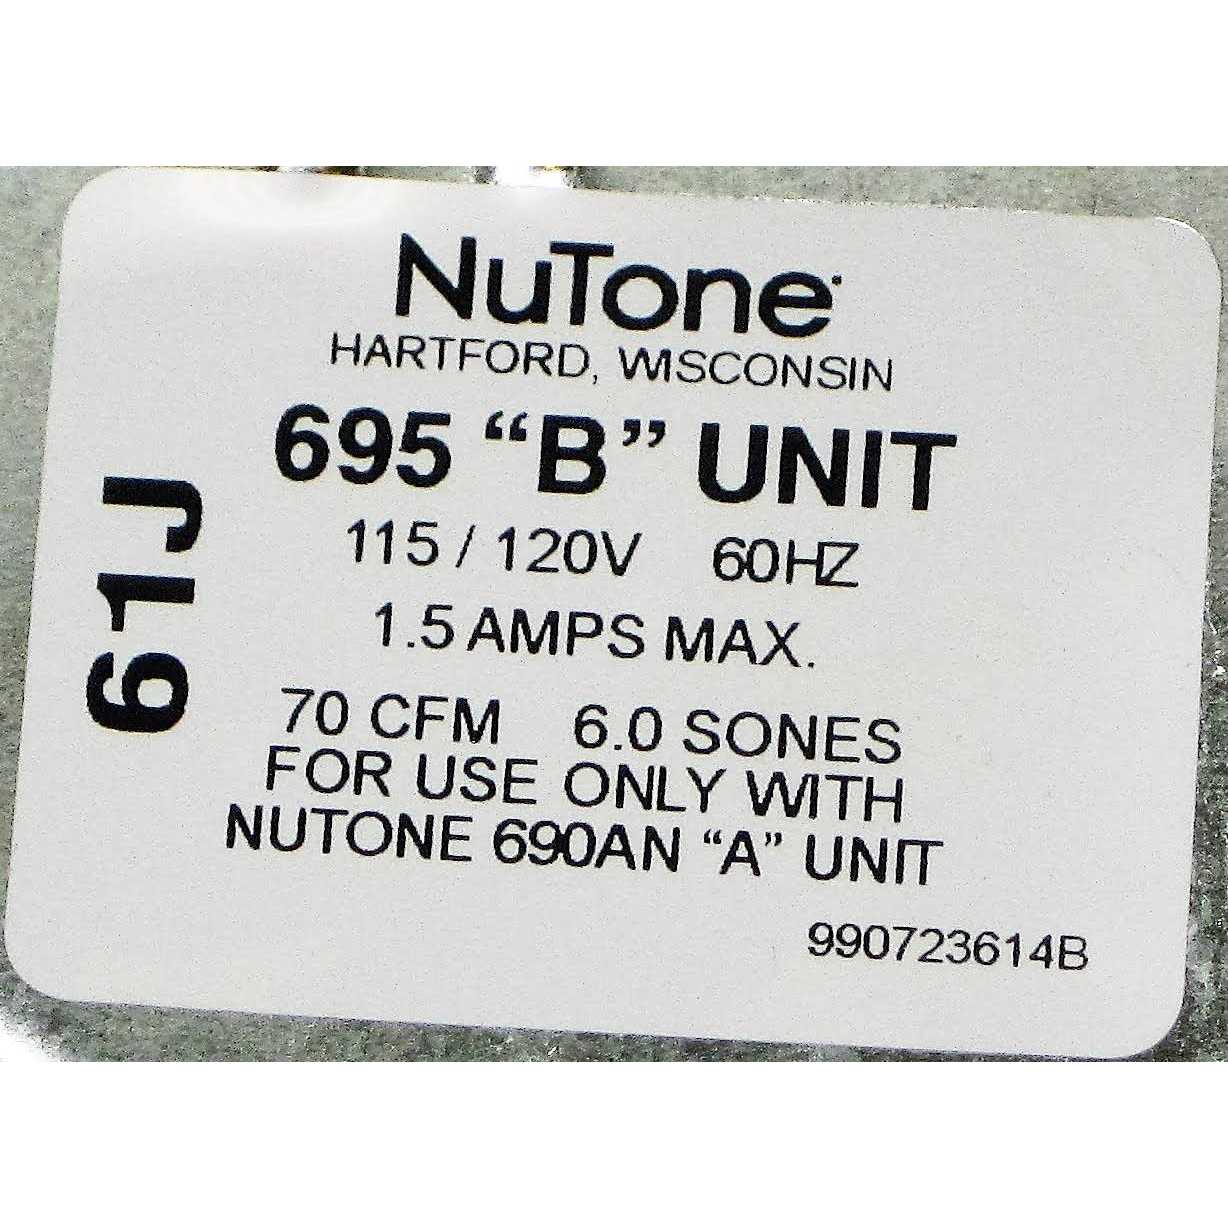 NuTone
HARTFORD, WISCONSIN
695 “B” UNIT
115 / 120V 60HZ
1.5 AMPS MAX.
70 CFM 6.0 SONES
FOR USE ONLY WITH
NUTONE 690AN “A” UNIT
990723614B
61J